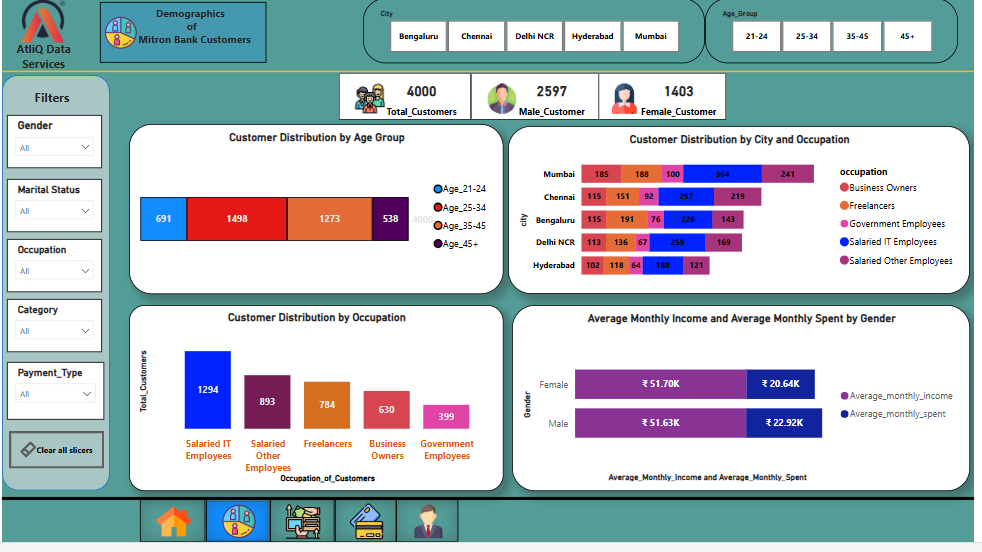 AtliQ Data
Services
Demographics
of
Mitron Bank Customers
City
Bengaluru
Chennai
Delhi NCR
Hyderabad
Mumbai
Age_Group
21-24
25-34
35-45
45+
Filters
Gender
All
Marital Status
All
Occupation
All
Category
All
Payment_Type
All
Clear all slicers
4000
Total_Customers
2597
Male_Customer
1403
Female_Customer
Customer Distribution by Age Group
691
1498
1273
538
4000
Age_21-24
Age_25-34
Age_35-45
Age_45+
Customer Distribution by City and Occupation
city
Mumbai 185 188 100 364 241
Chennai 115 151 92 257 219
Bengaluru 115 191 76 226 143
Delhi NCR 113 136 67 259 169
Hyderabad 102 118 64 188 121
occupation
Business Owners
Freelancers
Government Employees
Salaried IT Employees
Salaried Other Employees
Customer Distribution by Occupation
Total_Customers
1294
893
784
630
399
Salaried IT
Employees
Salaried
Other
Employees
Freelancers
Business
Owners
Government
Employees
Occupation_of_Customers
Average Monthly Income and Average Monthly Spent by Gender
Gender
Female ₹ 51.70K ₹ 20.64K
Male ₹ 51.63K ₹ 22.92K
Average_monthly_income
Average_monthly_spent
Average_Monthly_Income and Average_Monthly_Spent